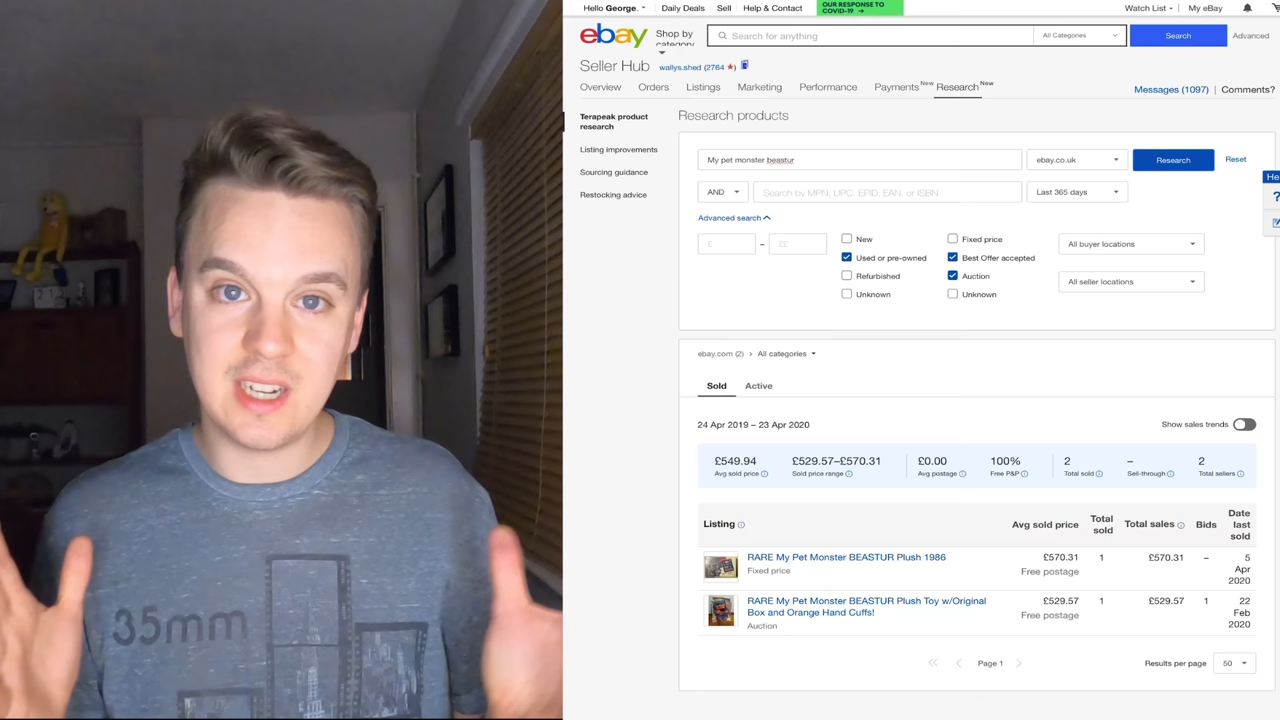 Hello George.
Daily Deals
Sell
Help & Contact
OUR RESPONSE TO
COVID-19 →
Watch List
My eBay
ebay
Shop by
category
Search for anything
All Categories
Search
Advanced
Seller Hub
wallys.shed (2764 ★)
Overview
Orders
Listings
Marketing
Performance
Payments New
Research New
Messages (1097) | Comments?
Terapeak product
research
Listing improvements
Sourcing guidance
Restocking advice
Research products
My pet monster beastur
ebay.co.uk
Research
Reset
He
?
AND
Search by MPN, UPC, EPID, EAN, or ISBN
Last 365 days
Advanced search
£
–
££
New
Used or pre-owned
Refurbished
Unknown
Fixed price
Best Offer accepted
Auction
Unknown
All buyer locations
All seller locations
ebay.com (2) > All categories
Sold
Active
24 Apr 2019 – 23 Apr 2020
Show sales trends
£549.94
Avg sold price
£529.57–£570.31
Sold price range
£0.00
Avg postage
100%
Free P&P
2
Total sold
–
Sell-through
2
Total sellers
Listing
Avg sold price
Total
sold
Total sales
Bids
Date
last
sold
RARE My Pet Monster BEASTUR Plush 1986
Fixed price
£570.31
Free postage
1
£570.31
–
5
Apr
2020
RARE My Pet Monster BEASTUR Plush Toy w/Original
Box and Orange Hand Cuffs!
Auction
£529.57
Free postage
1
£529.57
1
22
Feb
2020
Page 1
Results per page
50
35mm